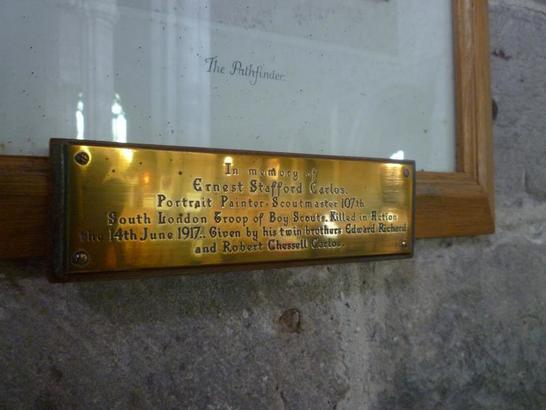 The Pathfinder.
In memory of
Ernest Stafford Carlos.
Portrait Painter. Scoutmaster 107th
South London Troop of Boy Scouts. Killed in Action
the 14th June 1917. Given by his twin brothers Edward Richard
and Robert Chessell Carlos.